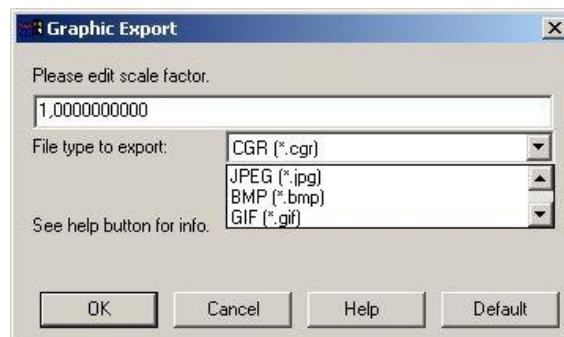 Graphic Export
Please edit scale factor.
1,0000000000
File type to export:
CGR (*.cgr)
JPEG (*.jpg)
BMP (*.bmp)
GIF (*.gif)
See help button for info.
OK
Cancel
Help
Default